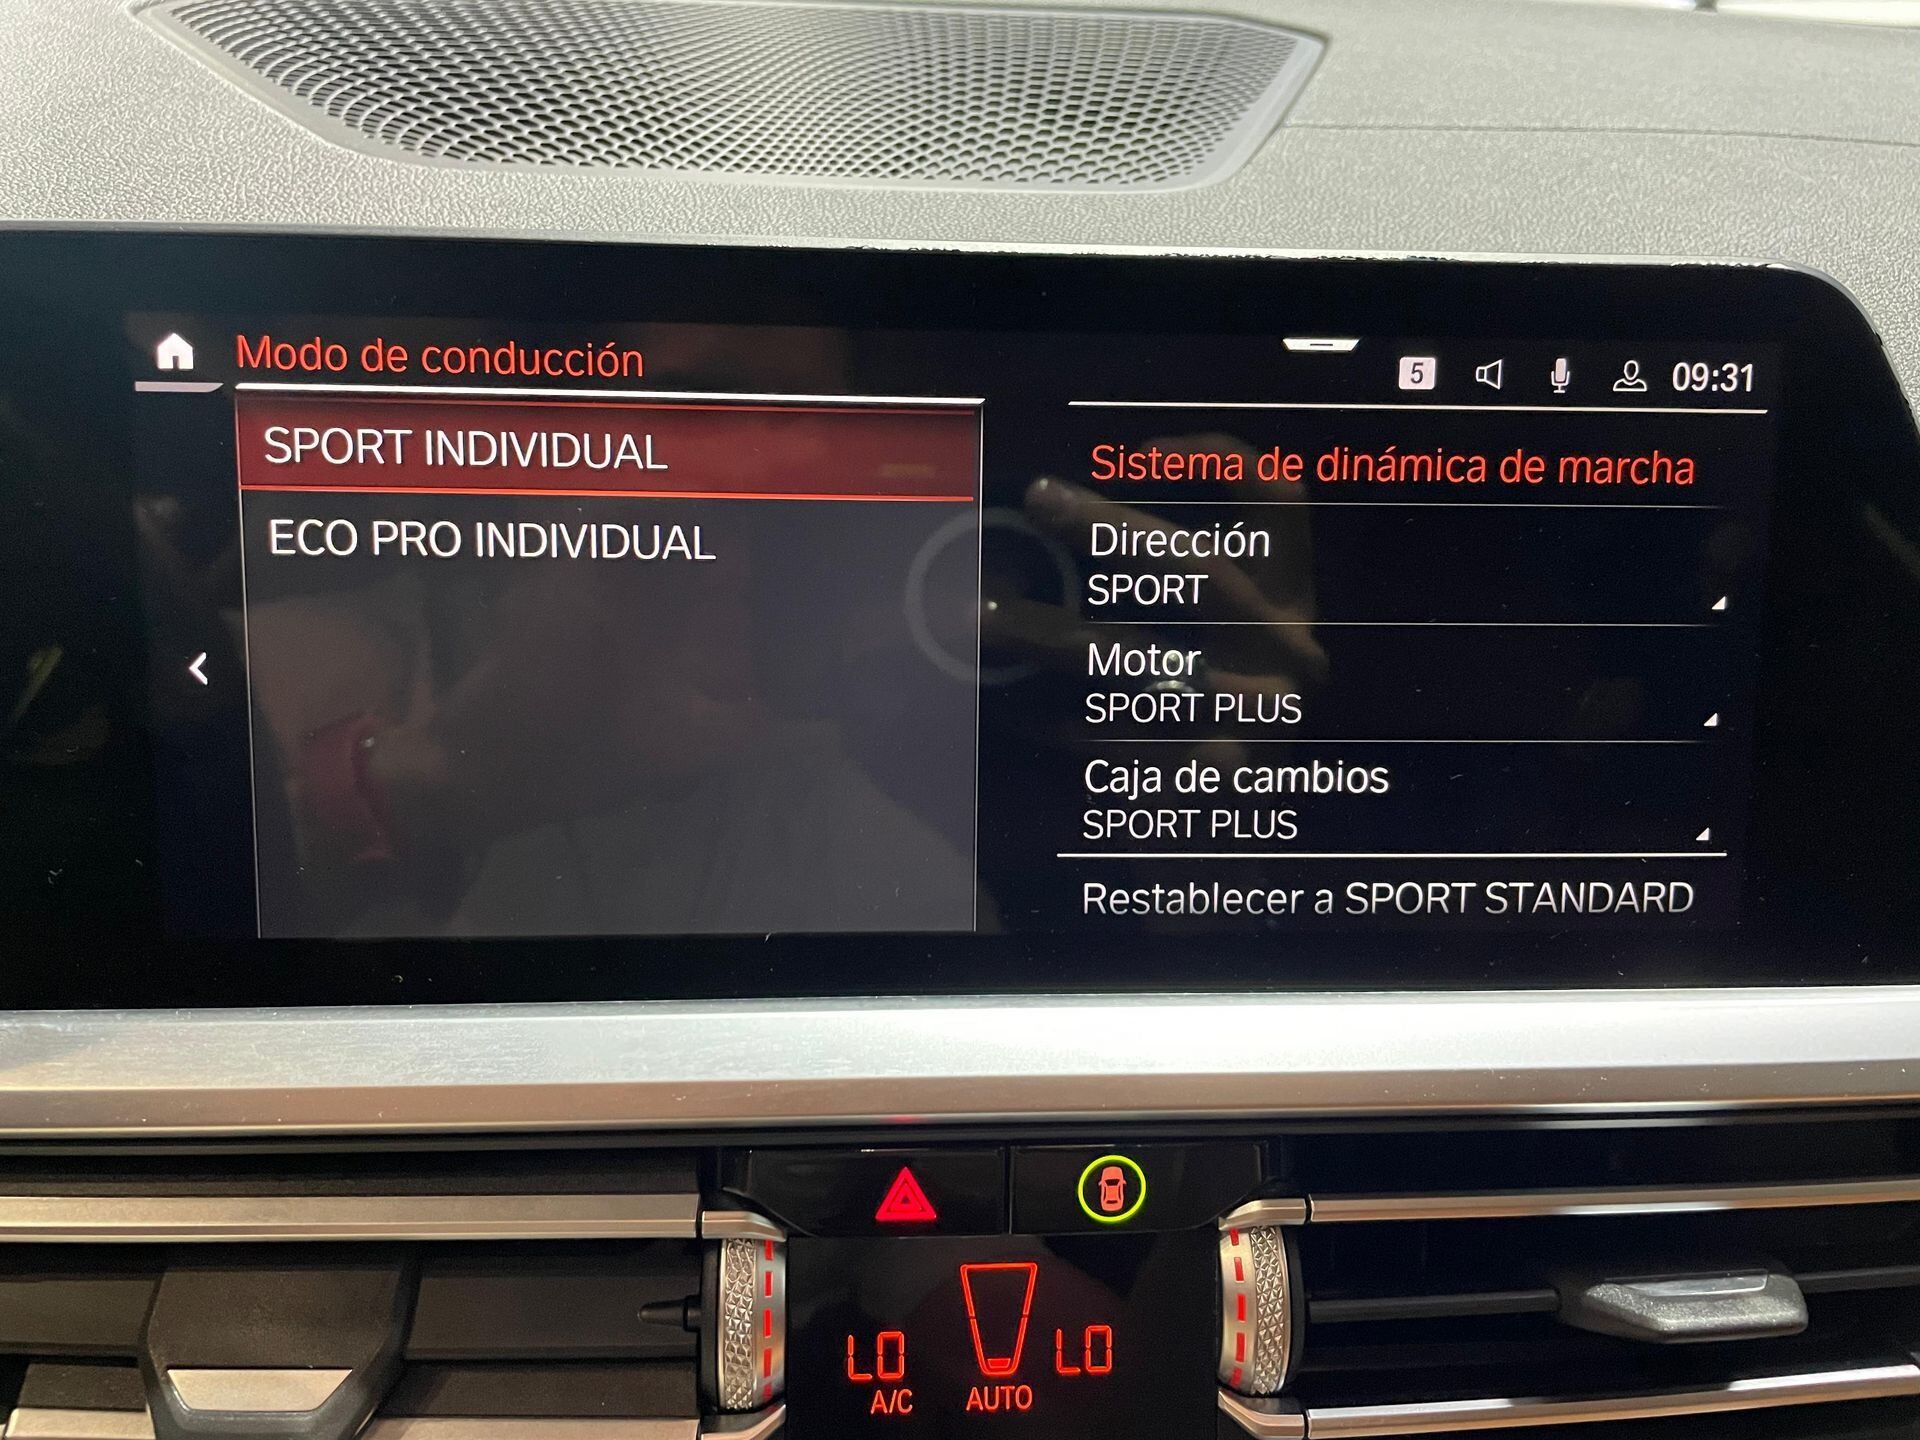 Modo de conducción
5
09:31
SPORT INDIVIDUAL
ECO PRO INDIVIDUAL
Sistema de dinámica de marcha
Dirección
SPORT
Motor
SPORT PLUS
Caja de cambios
SPORT PLUS
Restablecer a SPORT STANDARD
LO
LO
A/C
AUTO